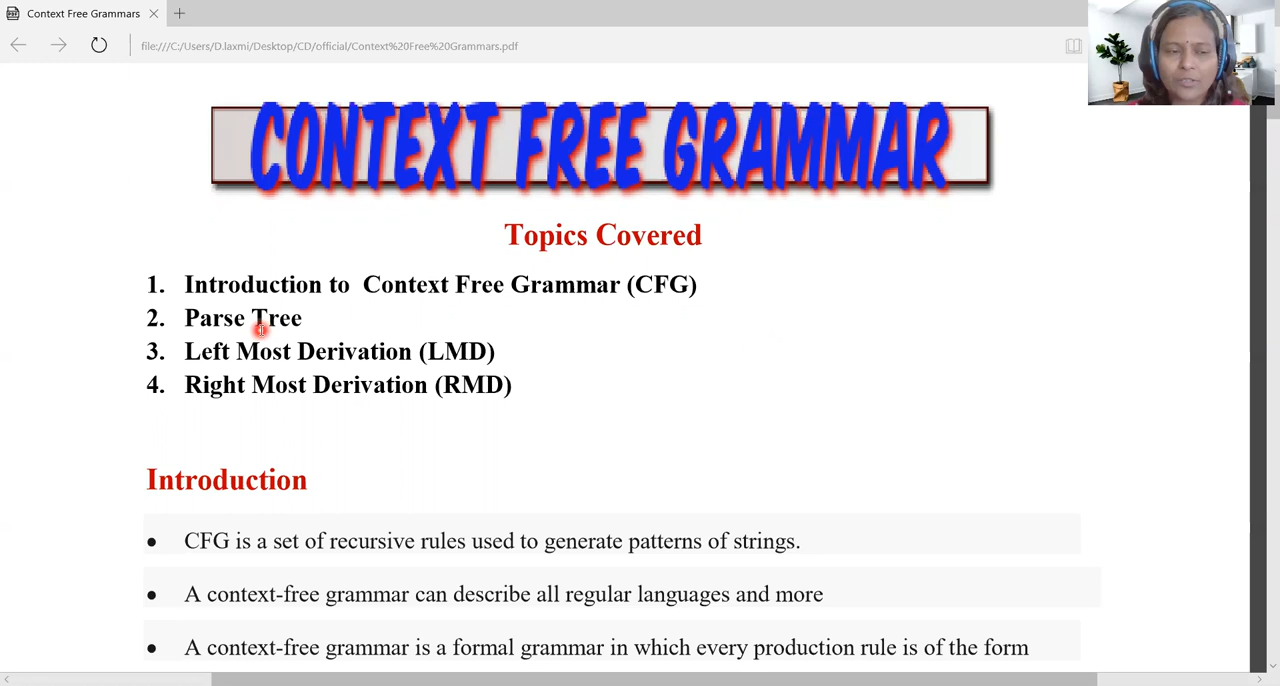 Context Free Grammars
file:///C:/Users/D.laxmi/Desktop/CD/official/Context%20Free%20Grammars.pdf
CONTEXT FREE GRAMMAR
Topics Covered
1. Introduction to Context Free Grammar (CFG)
2. Parse Tree
3. Left Most Derivation (LMD)
4. Right Most Derivation (RMD)
Introduction
• CFG is a set of recursive rules used to generate patterns of strings.
• A context-free grammar can describe all regular languages and more
• A context-free grammar is a formal grammar in which every production rule is of the form